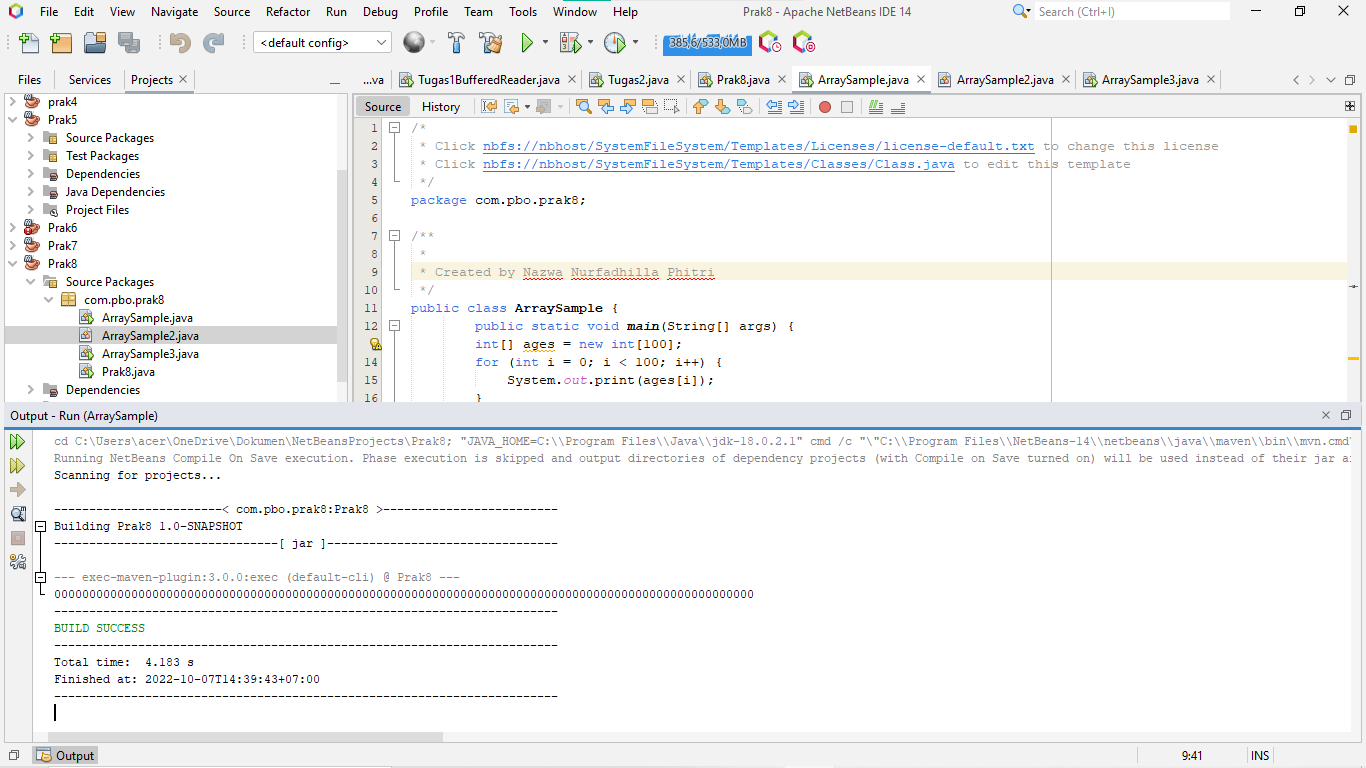 File Edit View Navigate Source Refactor Run Debug Profile Team Tools Window Help Prak8 - Apache NetBeans IDE 14 Search (Ctrl+I)
<default config> 385,6/533,0MB
Files Services Projects ...va Tugas1BufferedReader.java Tugas2.java Prak8.java ArraySample.java ArraySample2.java ArraySample3.java
Source History
prak4
Prak5
Source Packages
Test Packages
Dependencies
Java Dependencies
Project Files
Prak6
Prak7
Prak8
Source Packages
com.pbo.prak8
ArraySample.java
ArraySample2.java
ArraySample3.java
Prak8.java
Dependencies
1 /*
2 * Click nbfs://nbhost/SystemFileSystem/Templates/Licenses/license-default.txt to change this license
3 * Click nbfs://nbhost/SystemFileSystem/Templates/Classes/Class.java to edit this template
4 */
5 package com.pbo.prak8;
6
7 /**
8 *
9 * Created by Nazwa Nurfadhilla Phitri
10 */
11 public class ArraySample {
12 public static void main(String[] args) {
int[] ages = new int[100];
14 for (int i = 0; i < 100; i++) {
15 System.out.print(ages[i]);
16 }
Output - Run (ArraySample)
cd C:\Users\acer\OneDrive\Dokumen\NetBeansProjects\Prak8; "JAVA_HOME=C:\\Program Files\\Java\\jdk-18.0.2.1" cmd /c "\"C:\\Program Files\\NetBeans-14\\netbeans\\java\\maven\\bin\\mvn.cmd\
Running NetBeans Compile On Save execution. Phase execution is skipped and output directories of dependency projects (with Compile on Save turned on) will be used instead of their jar a
Scanning for projects...
------------------------< com.pbo.prak8:Prak8 >-------------------------
Building Prak8 1.0-SNAPSHOT
--------------------------------[ jar ]---------------------------------
--- exec-maven-plugin:3.0.0:exec (default-cli) @ Prak8 ---
0000000000000000000000000000000000000000000000000000000000000000000000000000000000000000000000000000
------------------------------------------------------------------------
BUILD SUCCESS
------------------------------------------------------------------------
Total time:  4.183 s
Finished at: 2022-10-07T14:39:43+07:00
------------------------------------------------------------------------
Output 9:41 INS